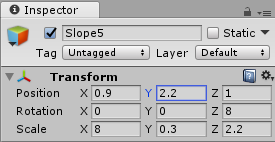 Inspector
Slope5 Static
Tag Untagged Layer Default
Transform
Position X 0.9 Y 2.2 Z 1
Rotation X 0 Y 0 Z 8
Scale X 8 Y 0.3 Z 2.2